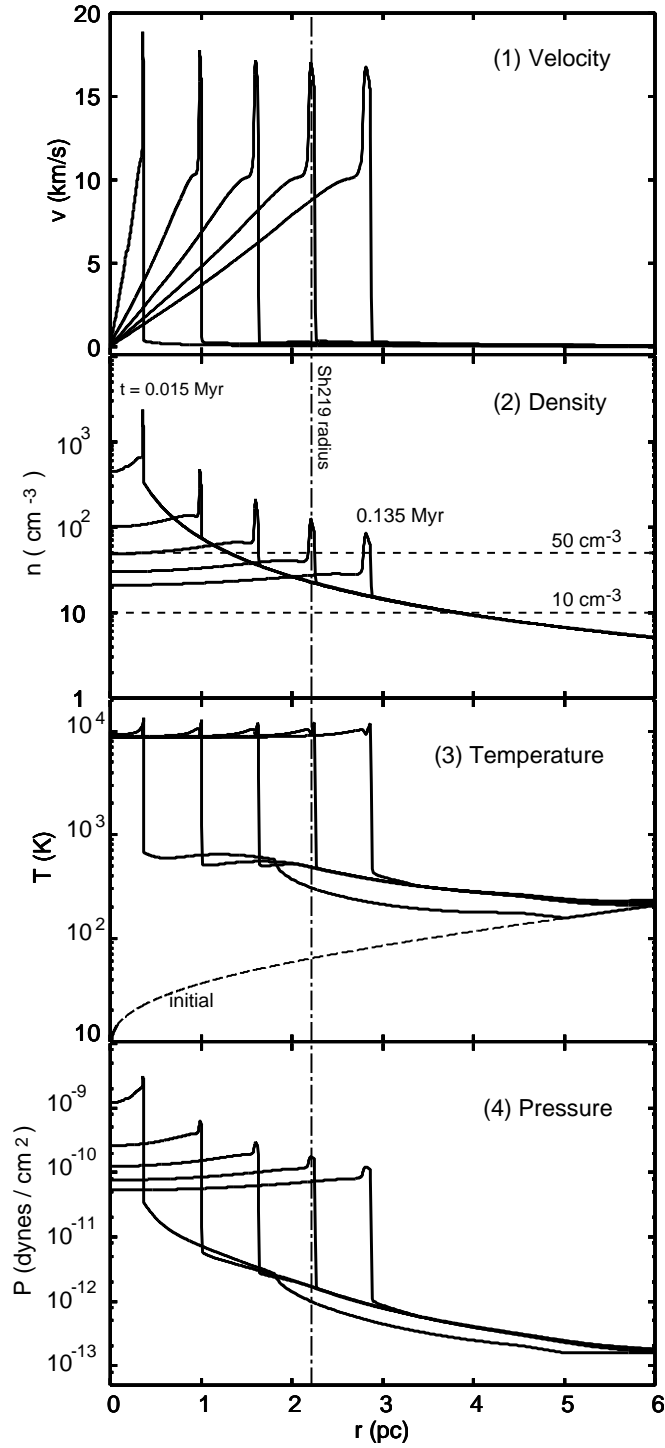 (1) Velocity
20
15
10
5
0
v (km/s)
t = 0.015 Myr
Sh219 radius
(2) Density
0.135 Myr
50 cm⁻³
10 cm⁻³
10³
10²
10
1
n ( cm ⁻³ )
(3) Temperature
10⁴
10³
10²
10
T (K)
initial
(4) Pressure
10⁻⁹
10⁻¹⁰
10⁻¹¹
10⁻¹²
10⁻¹³
P (dynes / cm ²)
0 1 2 3 4 5 6
r (pc)